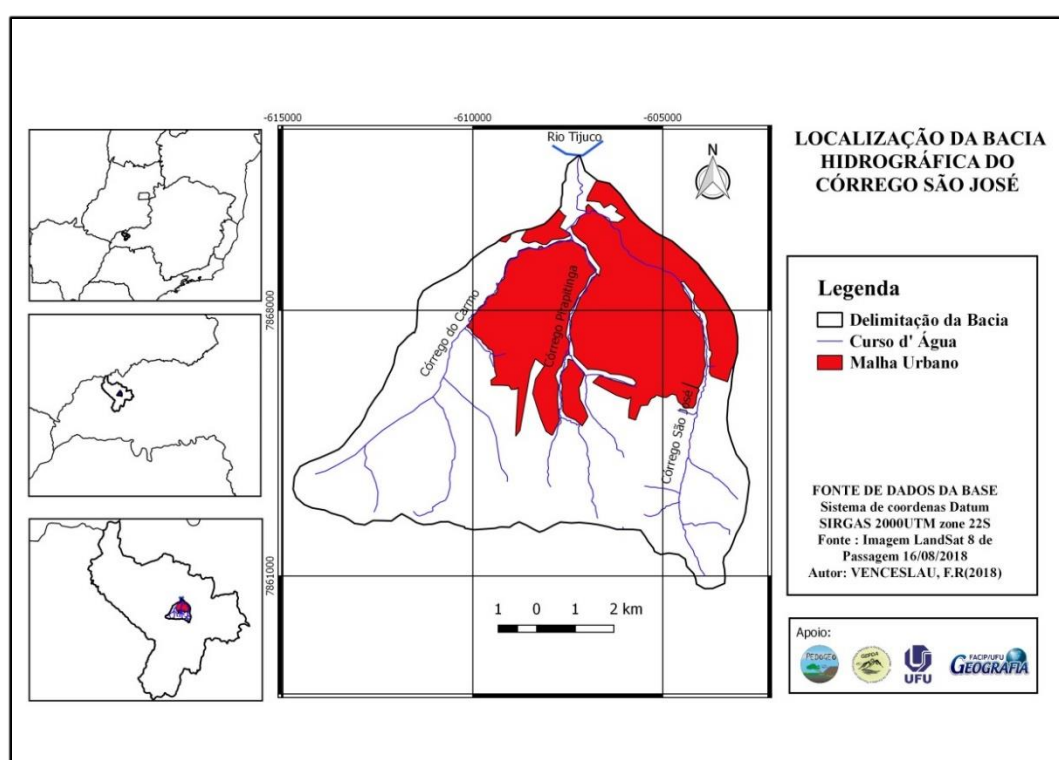 -615000
-610000
-605000
Rio Tijuco
N
7868000
7861000
Córrego do Carmo
Córrego Pirapitinga
Córrego São José
1 0 1 2 km
LOCALIZAÇÃO DA BACIA
HIDROGRÁFICA DO
CÓRREGO SÃO JOSÉ
Legenda
Delimitação da Bacia
Curso d' Água
Malha Urbano
FONTE DE DADOS DA BASE
Sistema de coordenas Datum
SIRGAS 2000UTM zone 22S
Fonte : Imagem LandSat 8 de
Passagem 16/08/2018
Autor: VENCESLAU, F.R(2018)
Apoio:
PEDOGEO
UFU
FACIP/UFU
GEOGRAFIA